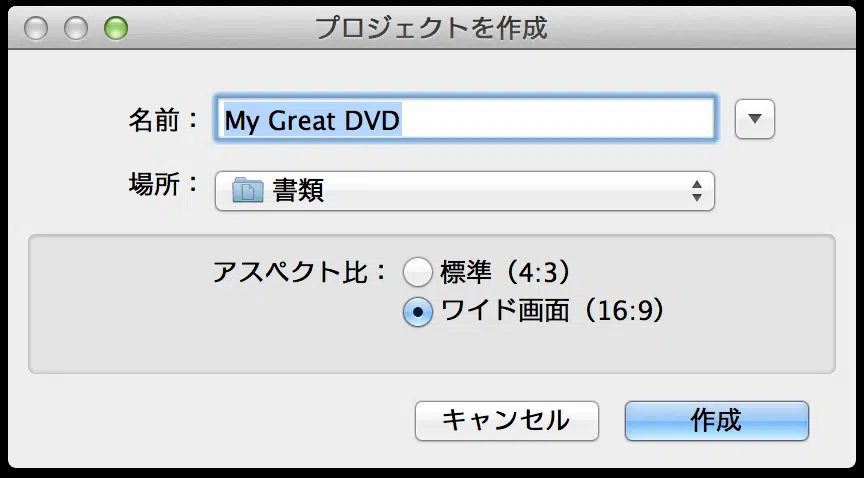 プロジェクトを作成
名前：My Great DVD
場所：書類
アスペクト比：標準（4:3）
ワイド画面（16:9）
キャンセル 作成